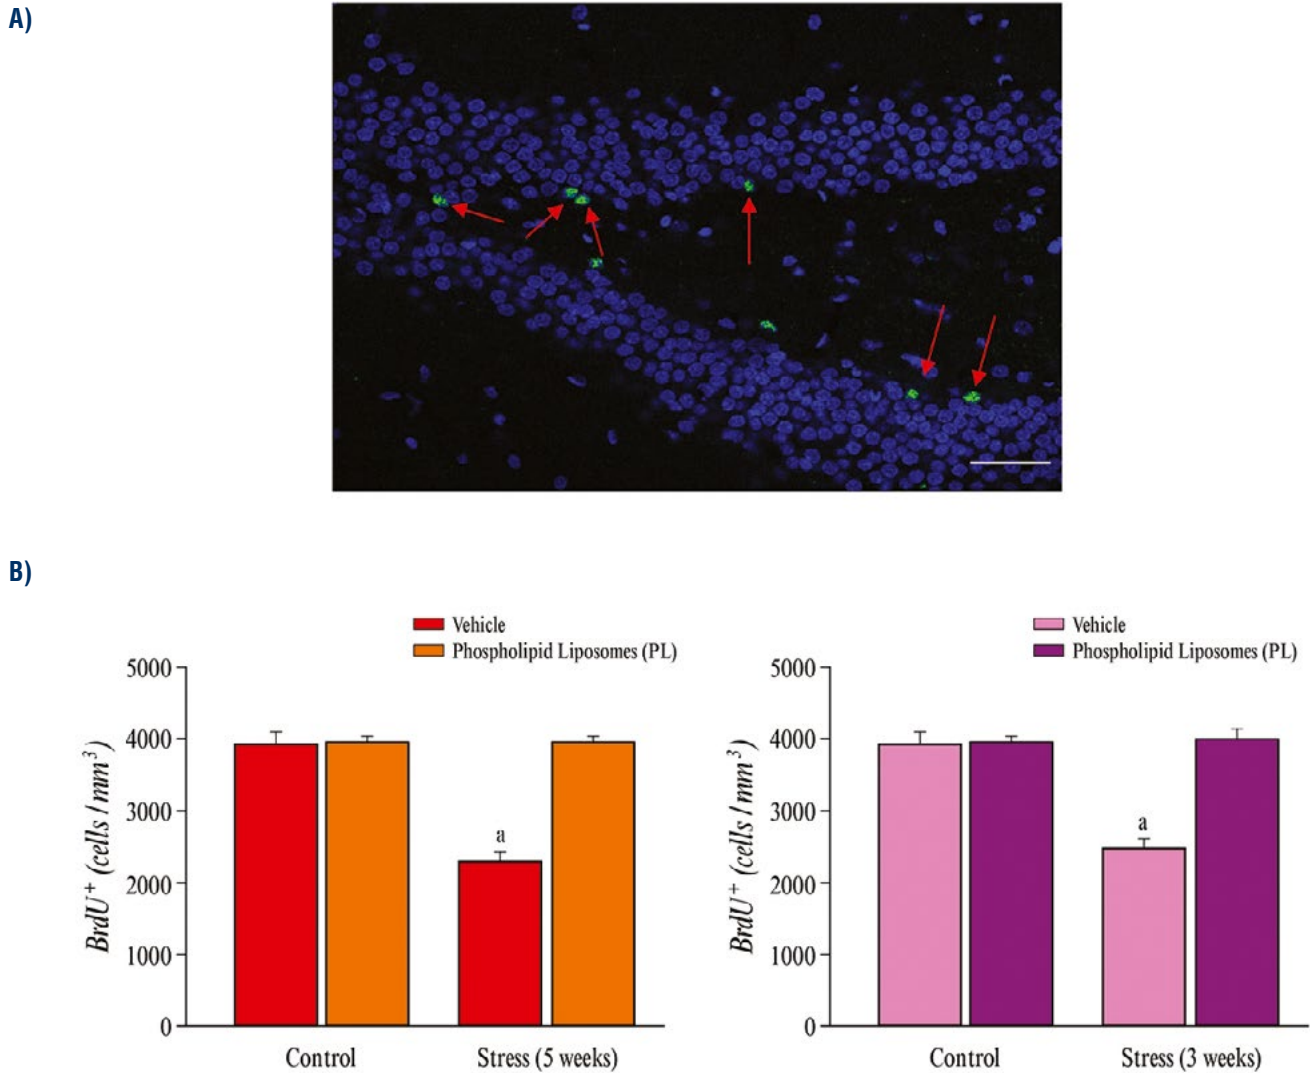 A)
B)
Vehicle
Phospholipid Liposomes (PL)
5000
4000
3000
2000
1000
0
BrdU+ (cells / mm3)
a
Control
Stress (5 weeks)
Vehicle
Phospholipid Liposomes (PL)
5000
4000
3000
2000
1000
0
BrdU+ (cells / mm3)
a
Control
Stress (3 weeks)